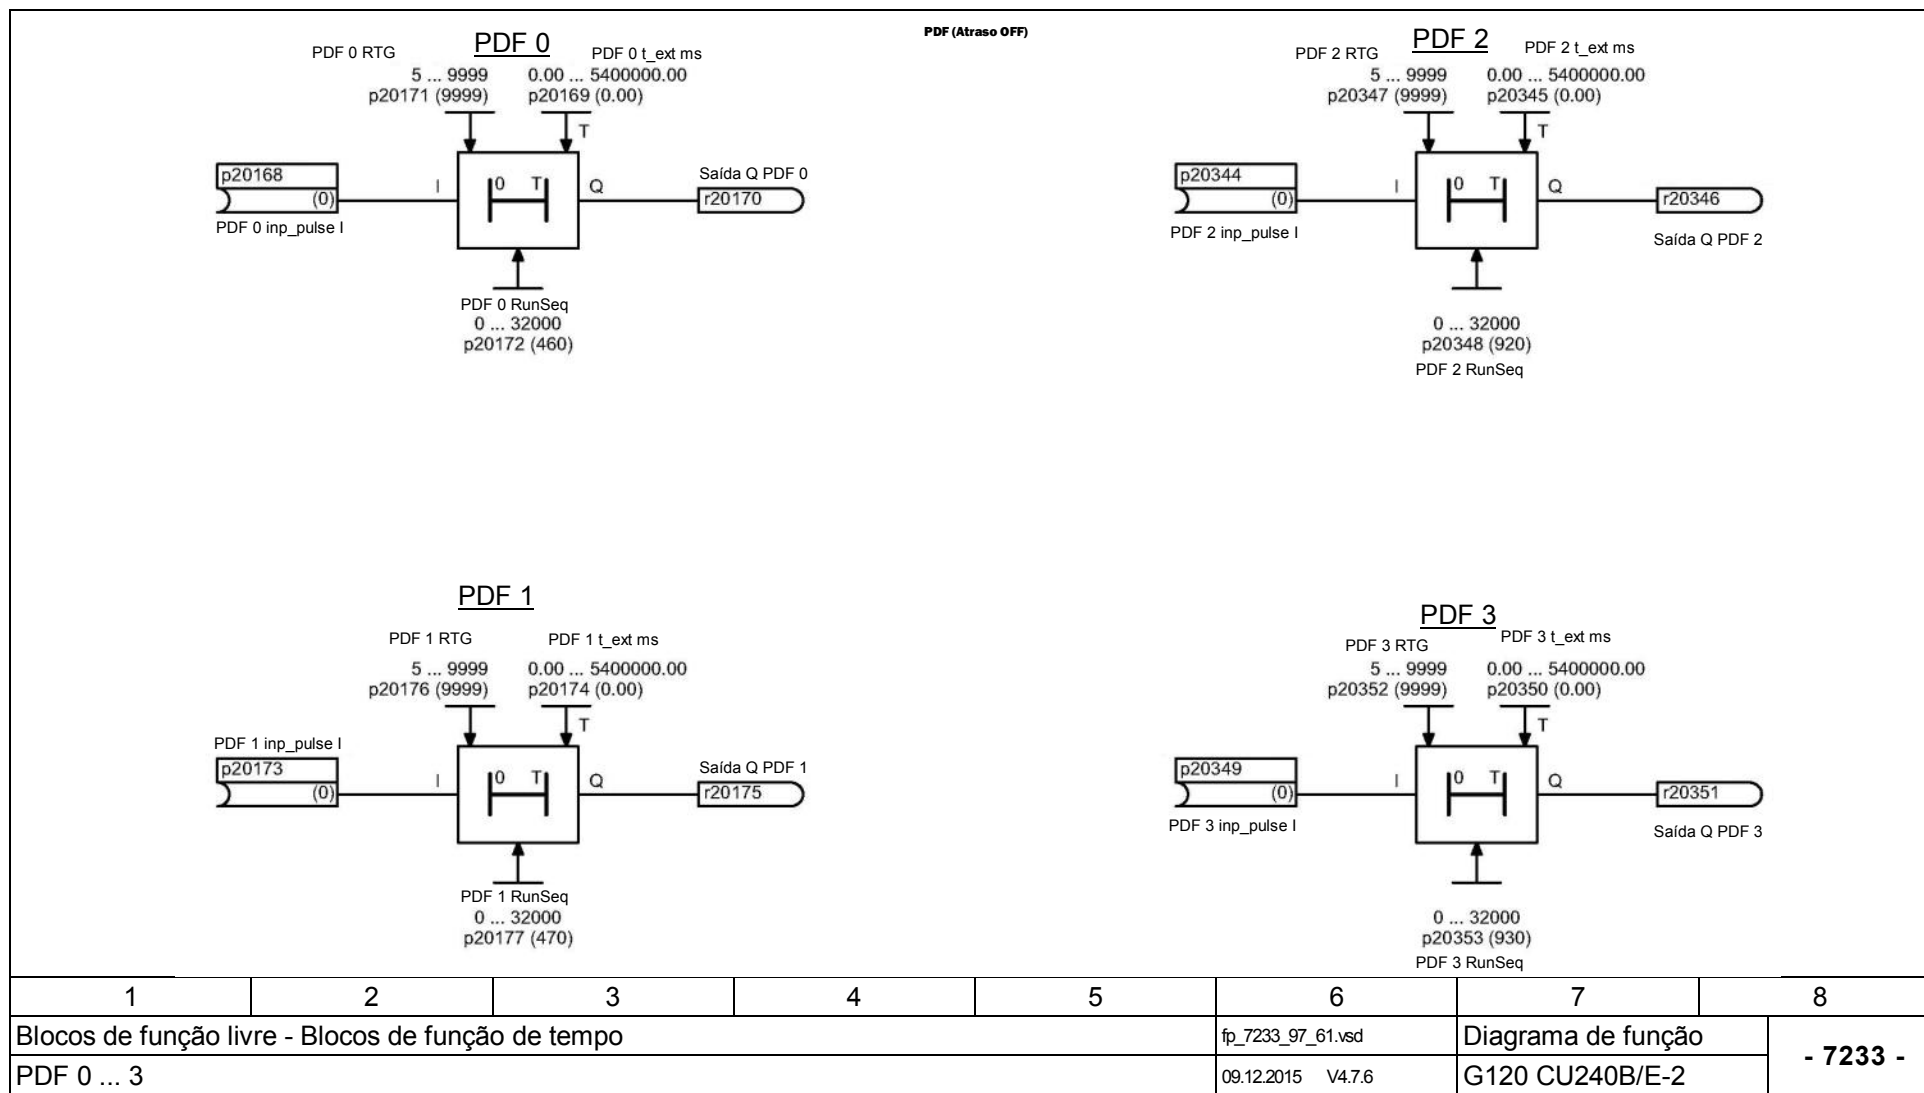 PDF (Atraso OFF)
PDF 0
PDF 0 RTG
PDF 0 t_ext ms
5 ... 9999
0.00 ... 5400000.00
p20171 (9999)
p20169 (0.00)
T
p20168
(0)
PDF 0 inp_pulse I
I
0 T
Q
Saída Q PDF 0
r20170
PDF 0 RunSeq
0 ... 32000
p20172 (460)
PDF 2
PDF 2 RTG
PDF 2 t_ext ms
5 ... 9999
0.00 ... 5400000.00
p20347 (9999)
p20345 (0.00)
T
p20344
(0)
PDF 2 inp_pulse I
I
0 T
Q
r20346
Saída Q PDF 2
0 ... 32000
p20348 (920)
PDF 2 RunSeq
PDF 1
PDF 1 RTG
PDF 1 t_ext ms
5 ... 9999
0.00 ... 5400000.00
p20176 (9999)
p20174 (0.00)
T
PDF 1 inp_pulse I
p20173
(0)
I
0 T
Q
Saída Q PDF 1
r20175
PDF 1 RunSeq
0 ... 32000
p20177 (470)
PDF 3
PDF 3 RTG
PDF 3 t_ext ms
5 ... 9999
0.00 ... 5400000.00
p20352 (9999)
p20350 (0.00)
T
p20349
(0)
PDF 3 inp_pulse I
I
0 T
Q
r20351
Saída Q PDF 3
0 ... 32000
p20353 (930)
PDF 3 RunSeq
1 2 3 4 5 6 7 8
Blocos de função livre - Blocos de função de tempo
fp_7233_97_61.vsd
Diagrama de função
- 7233 -
PDF 0 ... 3
09.12.2015 V4.7.6
G120 CU240B/E-2